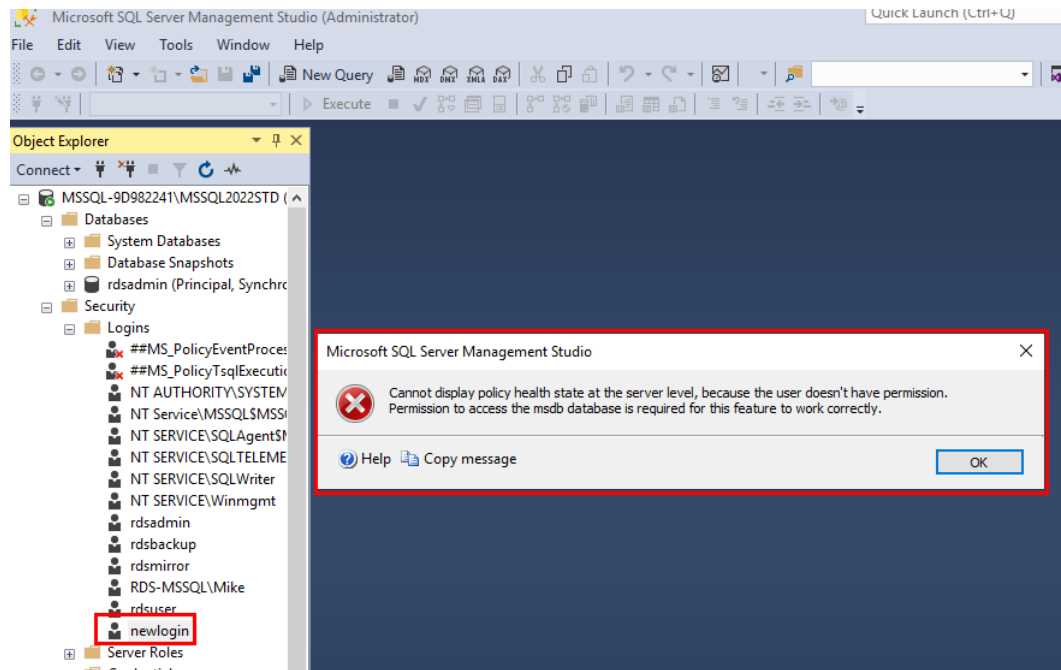 Microsoft SQL Server Management Studio (Administrator)
Quick Launch (Ctrl+Q)
File Edit View Tools Window Help
New Query MDX DMX XMLA DAX
Execute
Object Explorer
Connect
MSSQL-9D982241\MSSQL2022STD (
Databases
System Databases
Database Snapshots
rdsadmin (Principal, Synchro
Security
Logins
##MS_PolicyEventProces
##MS_PolicyTsqlExecutio
NT AUTHORITY\SYSTEM
NT Service\MSSQL$MSS
NT SERVICE\SQLAgent$
NT SERVICE\SQLTELEME
NT SERVICE\SQLWriter
NT SERVICE\Winmgmt
rdsadmin
rdsbackup
rdsmirror
RDS-MSSQL\Mike
rdsuser
newlogin
Server Roles
Microsoft SQL Server Management Studio
Cannot display policy health state at the server level, because the user doesn't have permission.
Permission to access the msdb database is required for this feature to work correctly.
Help Copy message
OK